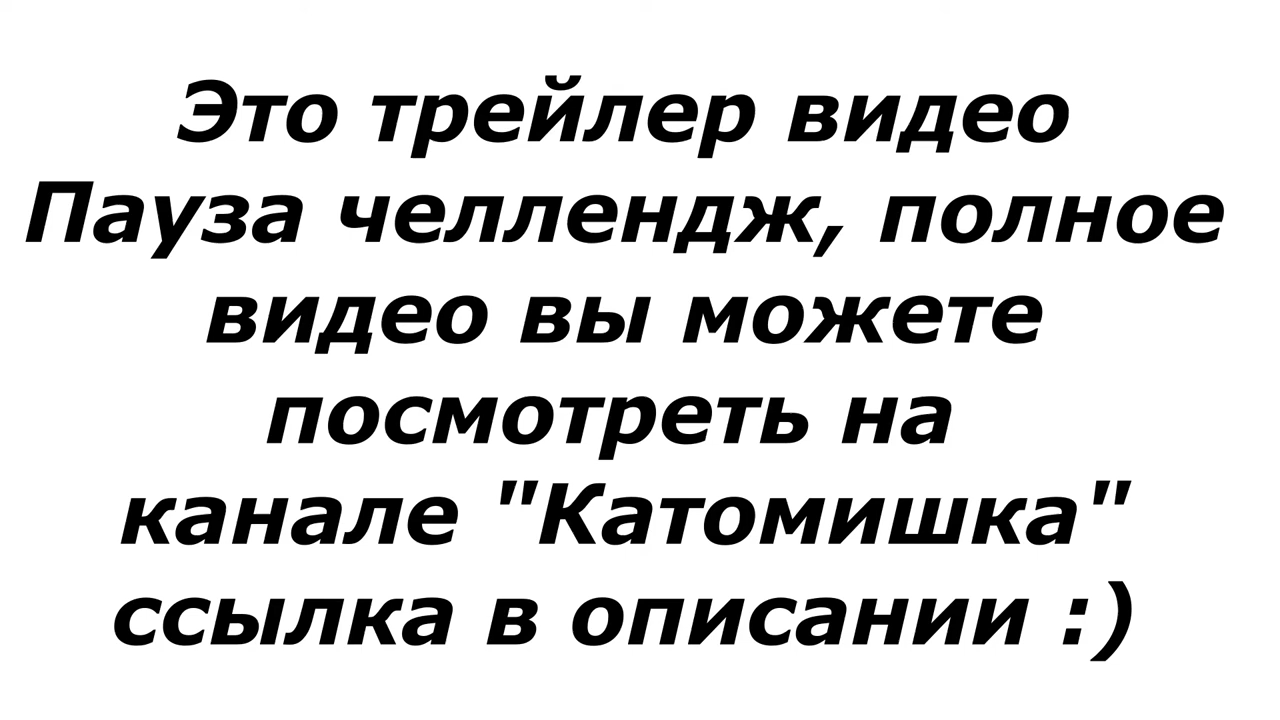 Это трейлер видео
Пауза челлендж, полное
видео вы можете
посмотреть на
канале "Катомишка"
ссылка в описании :)